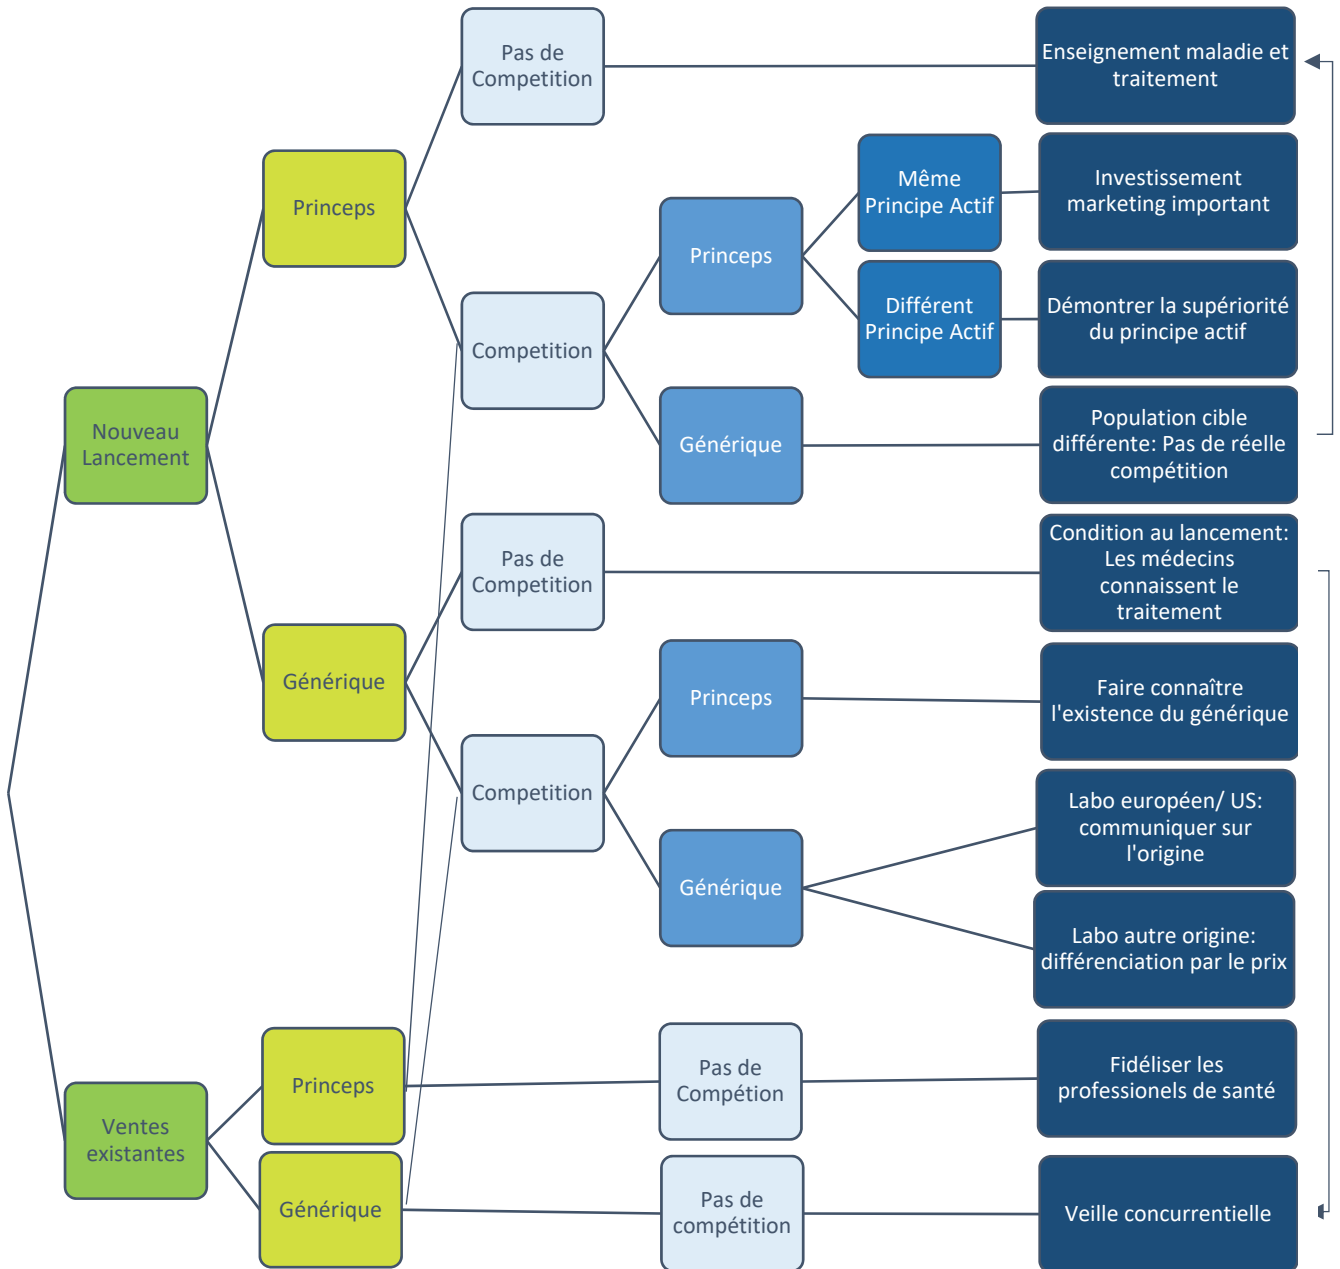 Pas de
Competition
Enseignement maladie et
traitement
Princeps
Même
Principe Actif
Investissement
marketing important
Princeps
Différent
Principe Actif
Démontrer la supériorité
du principe actif
Competition
Nouveau
Lancement
Générique
Population cible
différente: Pas de réelle
compétition
Pas de
Competition
Condition au lancement:
Les médecins
connaissent le
traitement
Générique
Princeps
Faire connaître
l'existence du générique
Competition
Labo européen/ US:
communiquer sur
l'origine
Générique
Labo autre origine:
différenciation par le prix
Princeps
Pas de
Compétion
Fidéliser les
professionels de santé
Ventes
existantes
Générique
Pas de
compétition
Veille concurrentielle